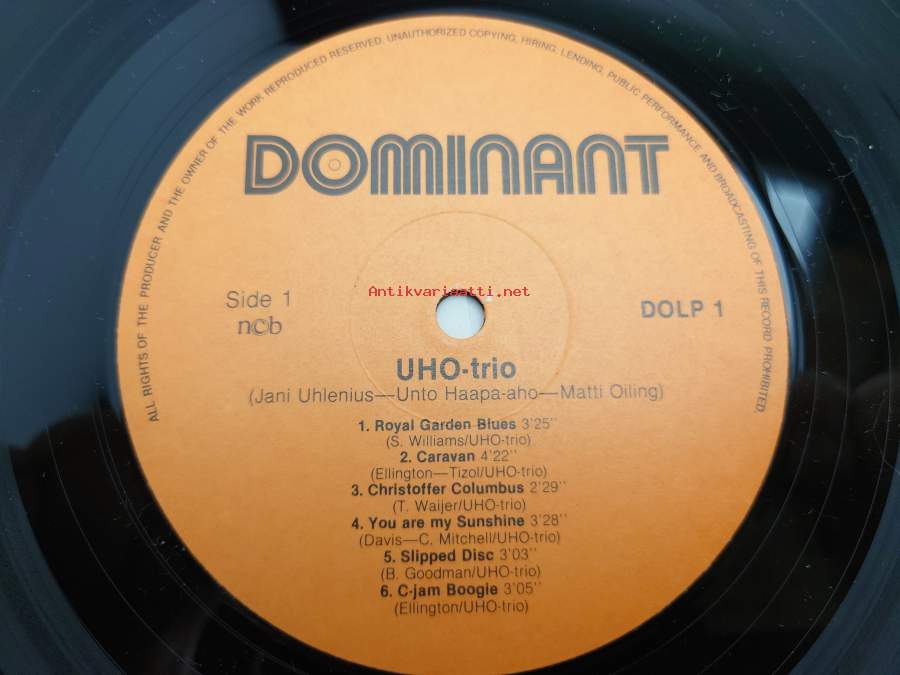 ALL RIGHTS OF THE PRODUCER AND THE OWNER OF THE WORK REPRODUCED RESERVED. UNAUTHORIZED COPYING, HIRING, LENDING, PUBLIC PERFORMANCE AND BROADCASTING OF THIS RECORD PROHIBITED.
DOMINANT
Antikvariaatti.net
Side 1
ncb
DOLP 1
UHO-trio
(Jani Uhlenius—Unto Haapa-aho—Matti Oiling)
1. Royal Garden Blues 3'25''
(S. Williams/UHO-trio)
2. Caravan 4'22''
(Ellington—Tizol/UHO-trio)
3. Christoffer Columbus 2'29''
(T. Waijer/UHO-trio)
4. You are my Sunshine 3'28''
(Davis—C. Mitchell/UHO-trio)
5. Slipped Disc 3'03''
(B. Goodman/UHO-trio)
6. C-jam Boogie 3'05''
(Ellington/UHO-trio)